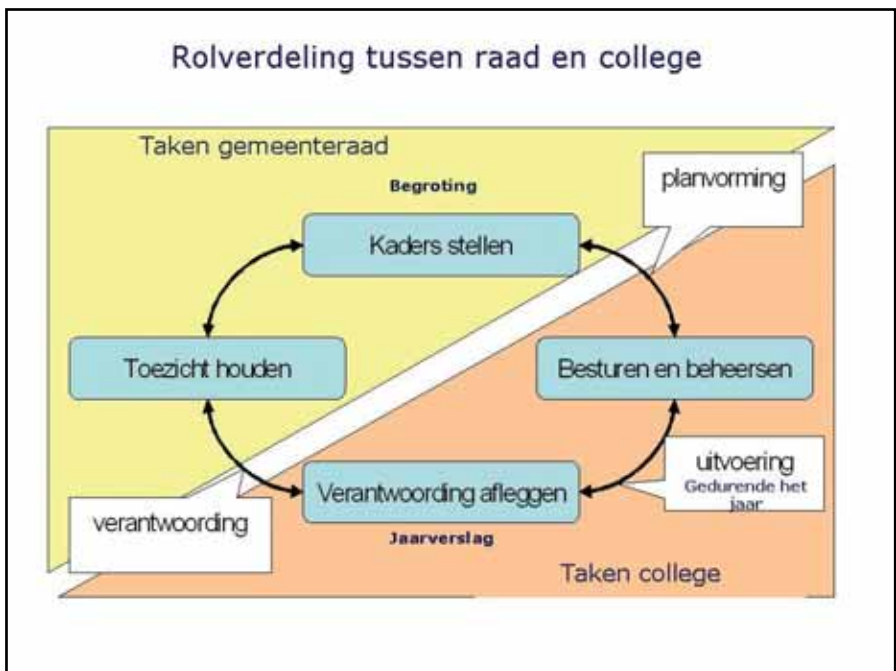 Rolverdeling tussen raad en college
Taken gemeenteraad
Begroting
planvorming
Kaders stellen
Toezicht houden
Besturen en beheersen
uitvoering
Gedurende het
jaar
Verantwoording afleggen
verantwoording
Jaarverslag
Taken college